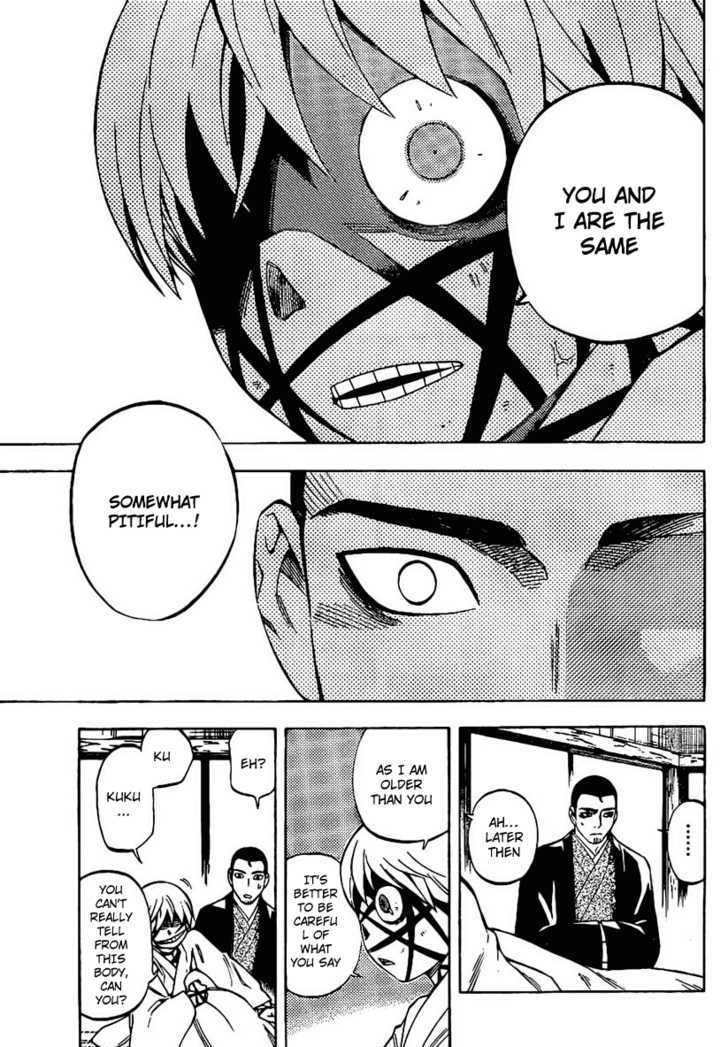 YOU AND
I ARE THE
SAME
SOMEWHAT
PITIFUL...!
......
AH...
LATER
THEN
AS I AM
OLDER
THAN YOU
IT'S
BETTER
TO BE
CAREFU
L OF
WHAT
YOU SAY
EH?
KU
KUKU
...
YOU
CAN'T
REALLY
TELL
FROM
THIS
BODY,
CAN
YOU?